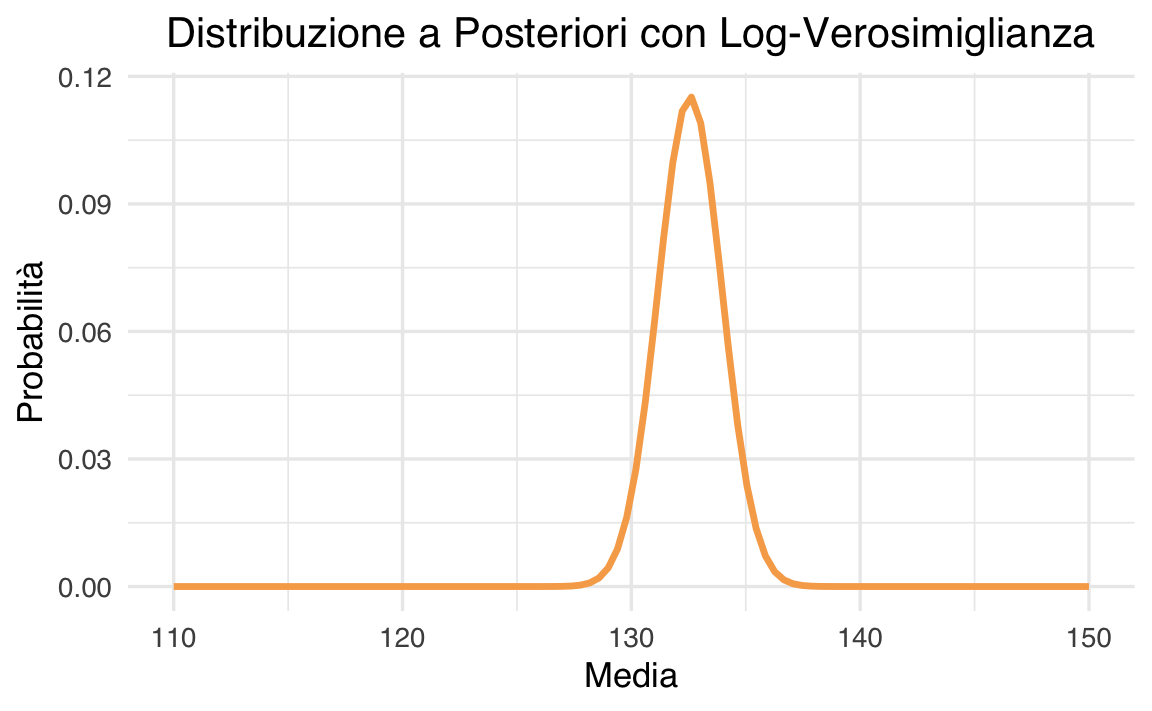 Distribuzione a Posteriori con Log-Verosimiglianza
0.12
0.09
0.06
0.03
0.00
Probabilità
110 120 130 140 150
Media